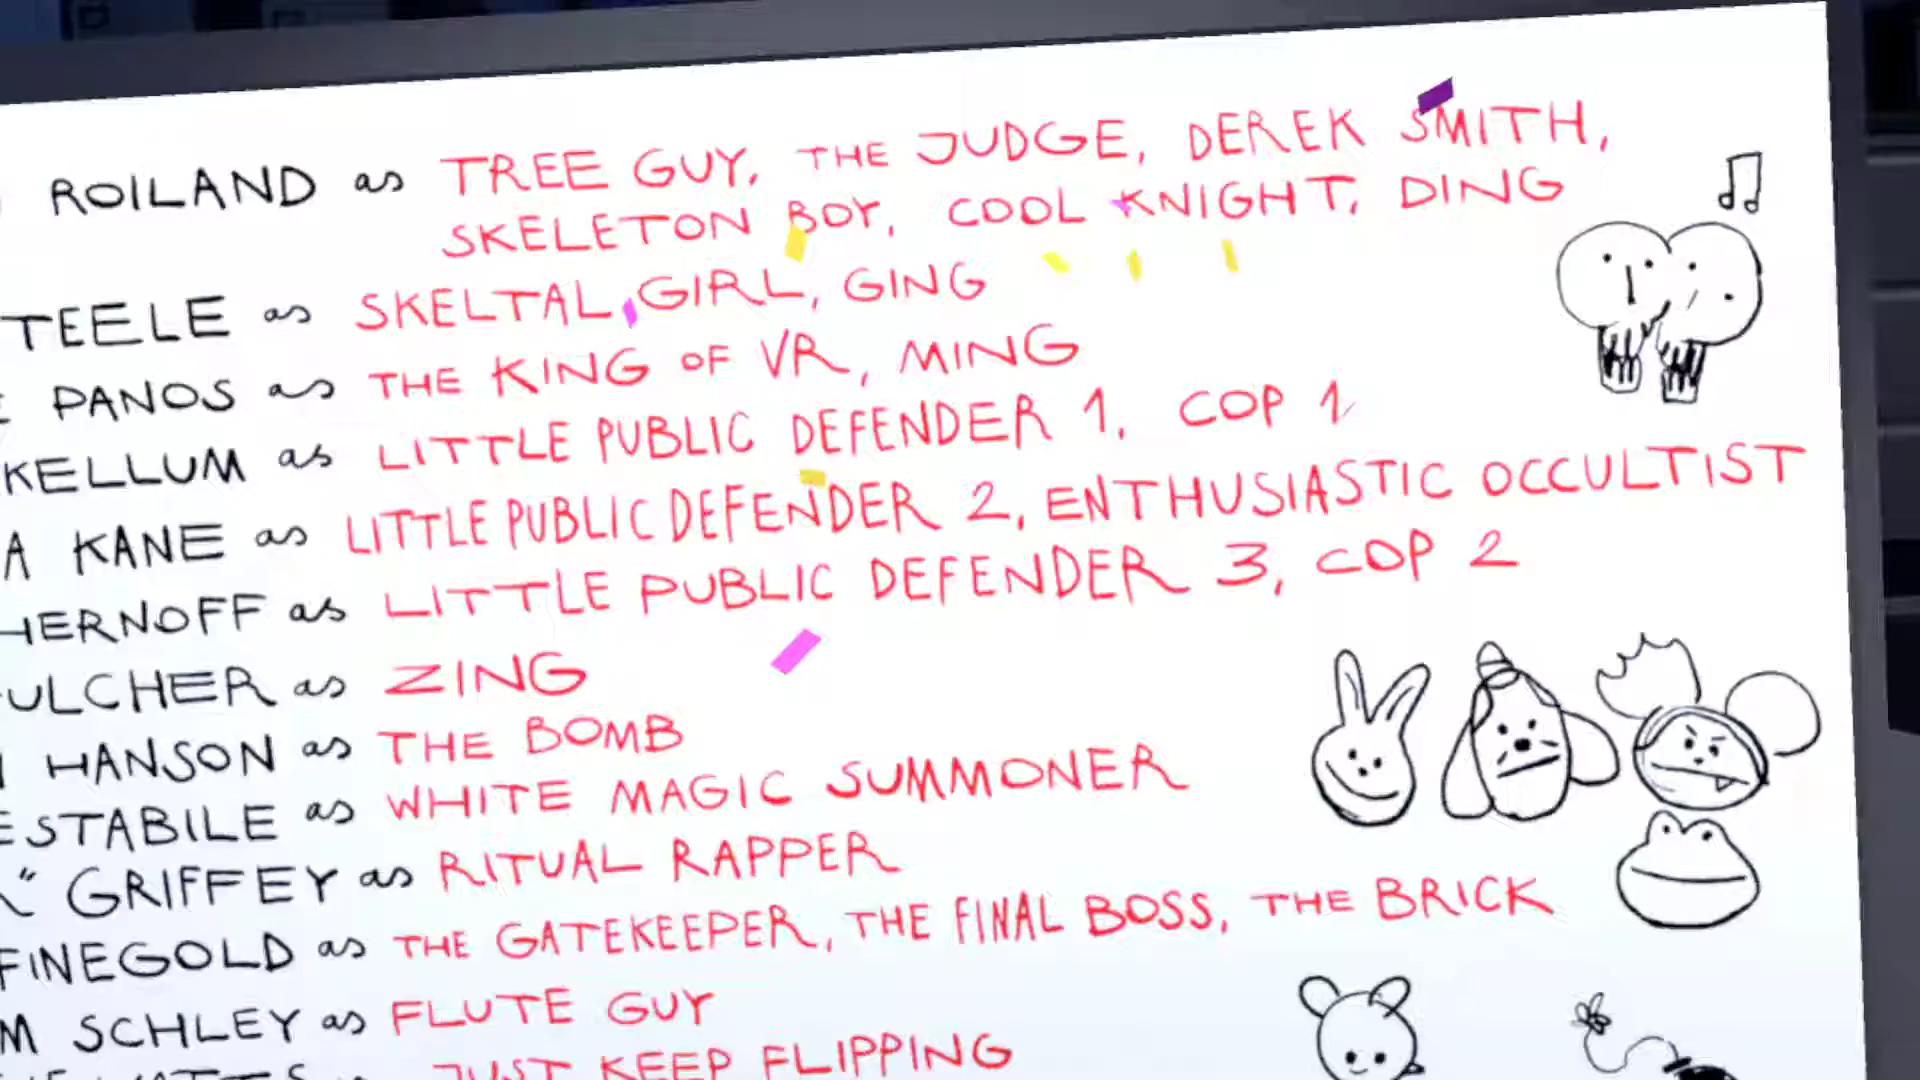 ROILAND as TREE GUY, THE JUDGE, DEREK SMITH,
SKELETON BOY, COOL KNIGHT, DING
TEELE as SKELTAL GIRL, GING
PANOS as THE KING OF VR, MING
KELLUM as LITTLE PUBLIC DEFENDER 1, COP 1
A KANE as LITTLE PUBLIC DEFENDER 2, ENTHUSIASTIC OCCULTIST
HERNOFF as LITTLE PUBLIC DEFENDER 3, COP 2
ULCHER as ZING
HANSON as THE BOMB
ESTABILE as WHITE MAGIC SUMMONER
" GRIFFEY as RITUAL RAPPER
FINEGOLD as THE GATEKEEPER, THE FINAL BOSS, THE BRICK
M SCHLEY as FLUTE GUY
JUST KEEP FLIPPING